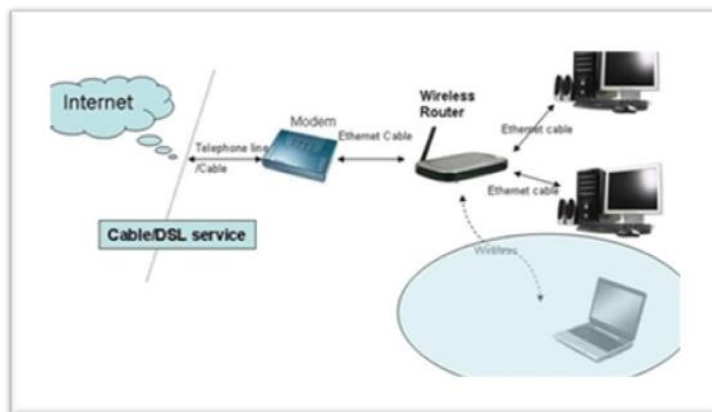 Internet
Telephone line
/Cable
Modem
Ethernet Cable
Wireless
Router
Ethernet cable
Ethernet cable
Wireless
Cable/DSL service